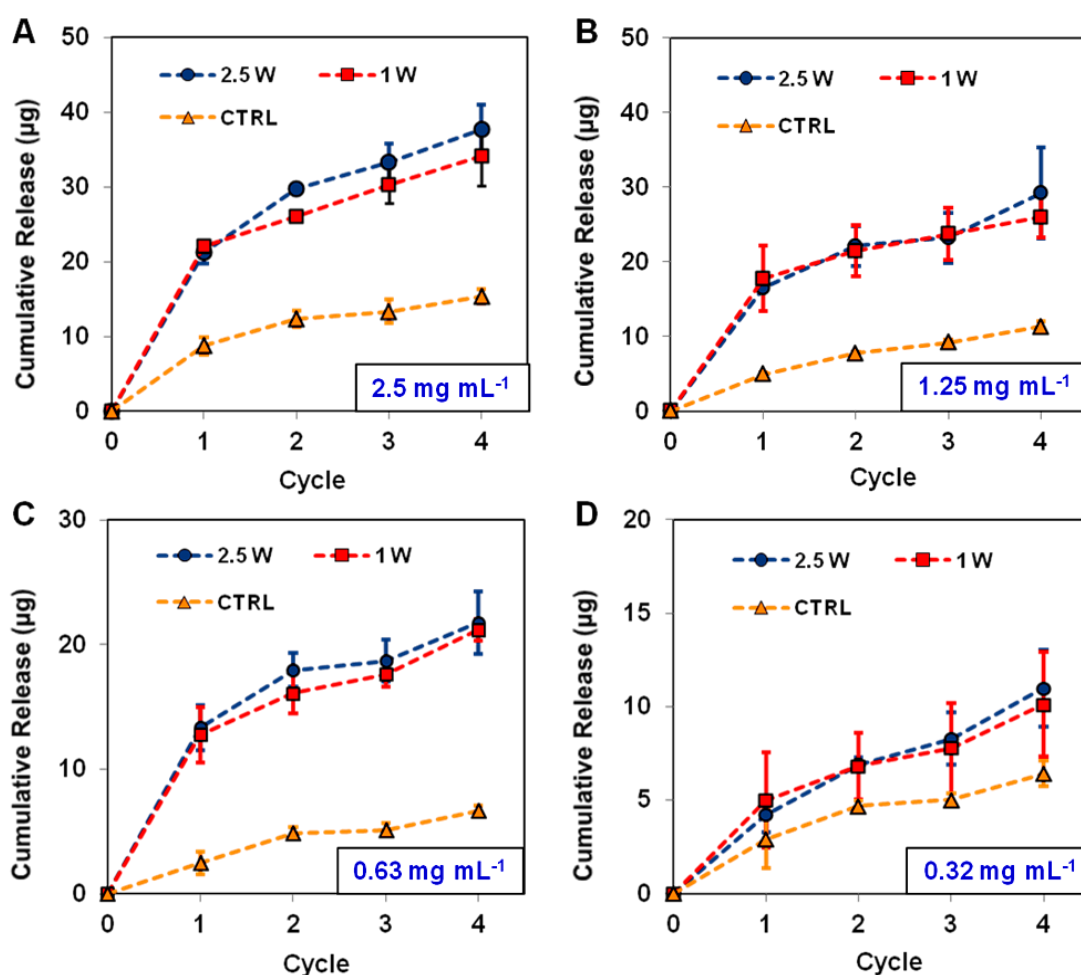 A
Cumulative Release (µg)
50
40
30
20
10
0
2.5 W
1 W
CTRL
2.5 mg mL⁻¹
0 1 2 3 4
Cycle
B
Cumulative Release (µg)
50
40
30
20
10
0
2.5 W
1 W
CTRL
1.25 mg mL⁻¹
0 1 2 3 4
Cycle
C
Cumulative Release (µg)
30
20
10
0
2.5 W
1 W
CTRL
0.63 mg mL⁻¹
0 1 2 3 4
Cycle
D
Cumulative Release (µg)
20
15
10
5
0
2.5 W
1 W
CTRL
0.32 mg mL⁻¹
0 1 2 3 4
Cycle